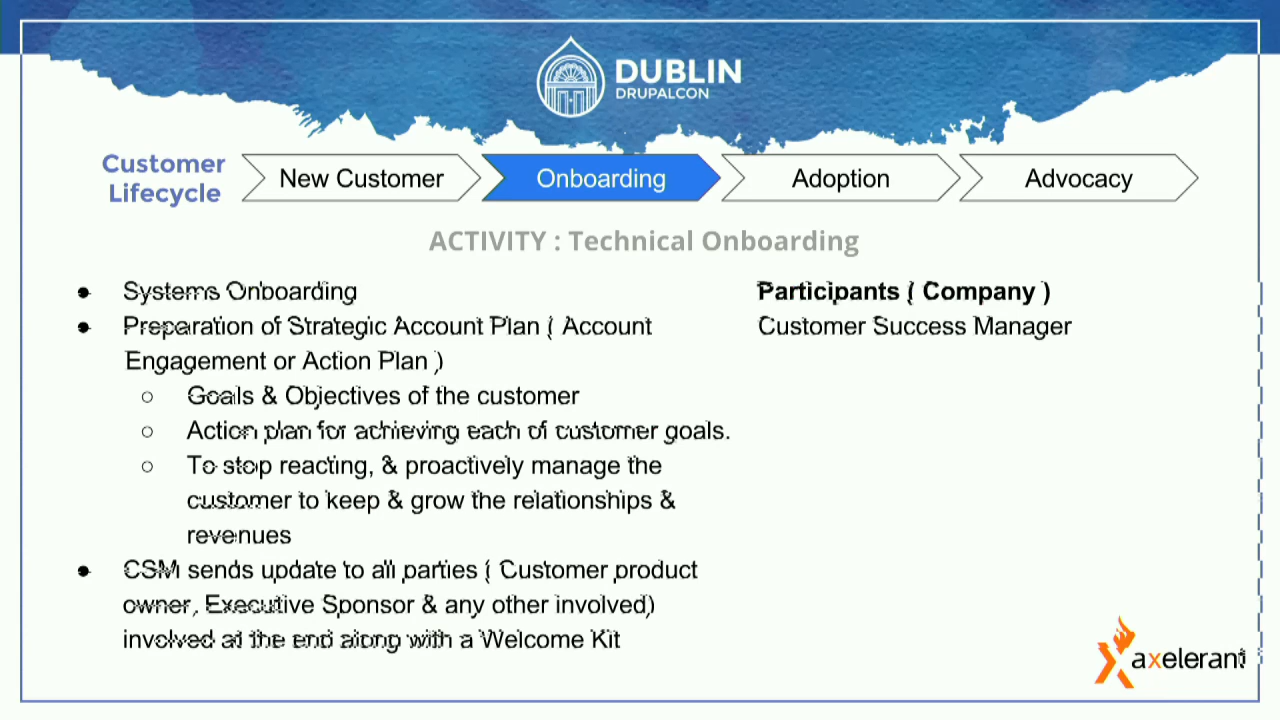 DUBLIN
DRUPALCON
Customer
Lifecycle
New Customer
Onboarding
Adoption
Advocacy
ACTIVITY : Technical Onboarding
● Systems Onboarding
● Preparation of Strategic Account Plan ( Account
Engagement or Action Plan )
○ Goals & Objectives of the customer
○ Action plan for achieving each of customer goals.
○ To stop reacting, & proactively manage the
customer to keep & grow the relationships &
revenues
● CSM sends update to all parties ( Customer product
owner, Executive Sponsor & any other involved)
involved at the end along with a Welcome Kit
Participants ( Company )
Customer Success Manager
axelerant